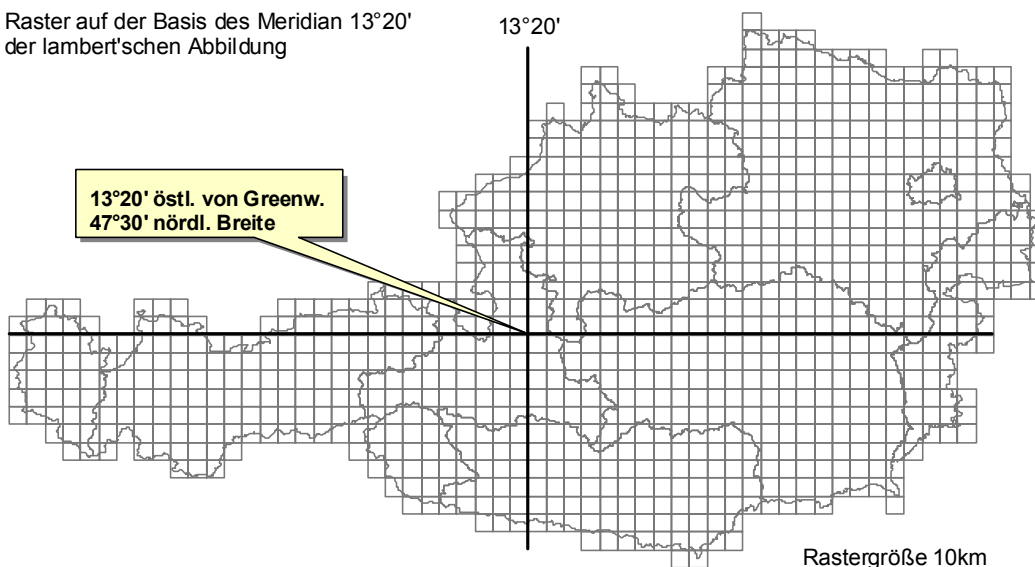 Raster auf der Basis des Meridian 13°20'
der lambert'schen Abbildung
13°20'
13°20' östl. von Greenw.
47°30' nördl. Breite
Rastergröße 10km